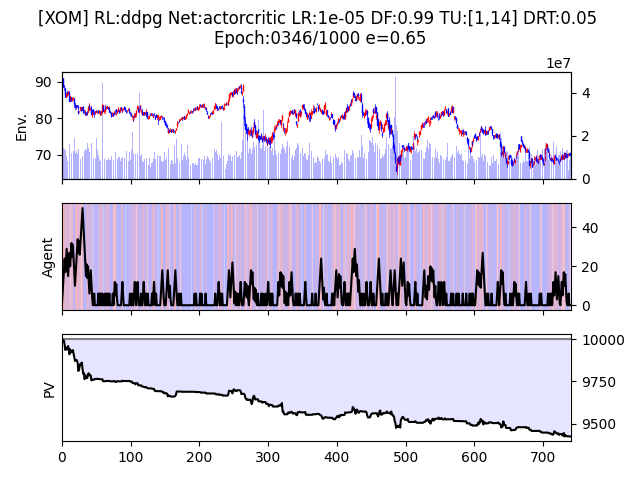 [XOM] RL:ddpg Net:actorcritic LR:1e-05 DF:0.99 TU:[1,14] DRT:0.05
Epoch:0346/1000 e=0.65
1e7
90
80
70
Env.
4
2
0
Agent
40
20
0
PV
10000
9750
9500
0 100 200 300 400 500 600 700